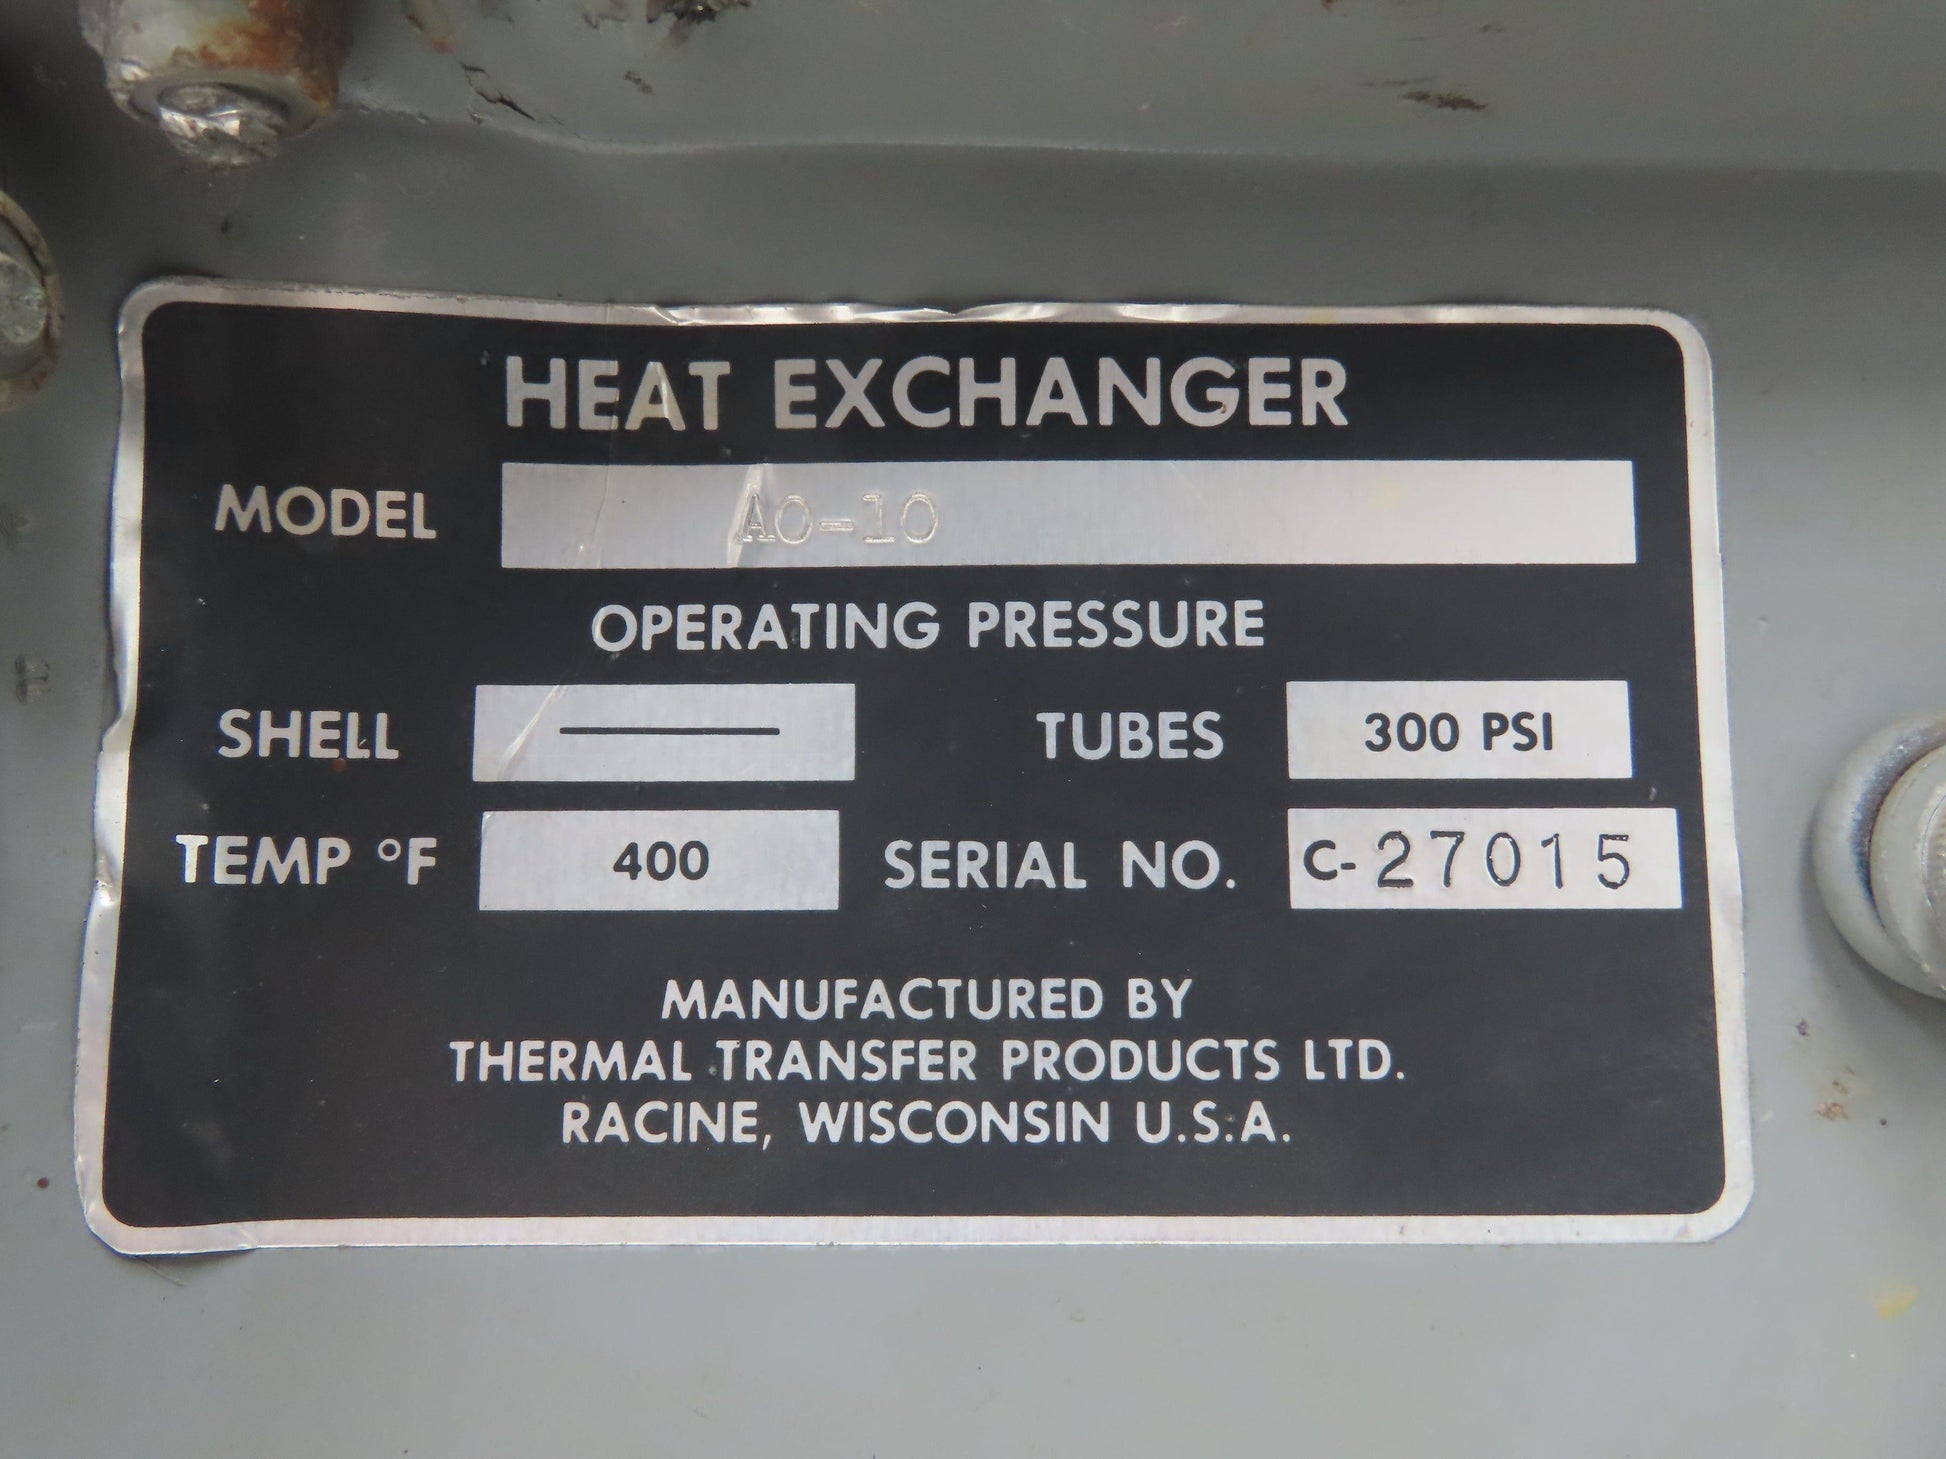 HEAT EXCHANGER
MODEL AO-10
OPERATING PRESSURE
SHELL — TUBES 300 PSI
TEMP °F 400 SERIAL NO. C-27015
MANUFACTURED BY
THERMAL TRANSFER PRODUCTS LTD.
RACINE, WISCONSIN U.S.A.